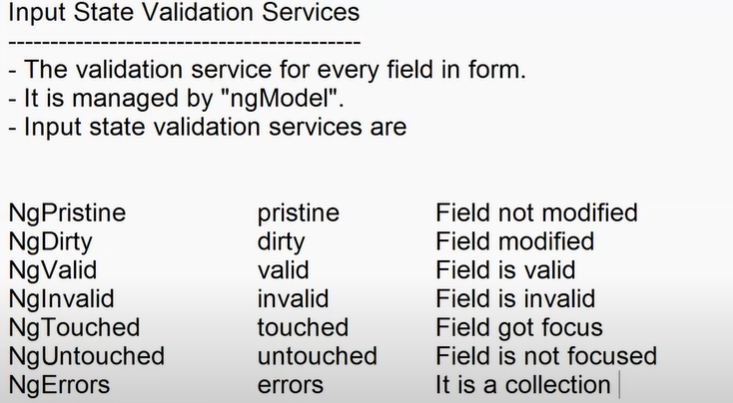 Input State Validation Services
------------------------------------------
- The validation service for every field in form.
- It is managed by "ngModel".
- Input state validation services are
NgPristine pristine Field not modified
NgDirty dirty Field modified
NgValid valid Field is valid
NgInvalid invalid Field is invalid
NgTouched touched Field got focus
NgUntouched untouched Field is not focused
NgErrors errors It is a collection